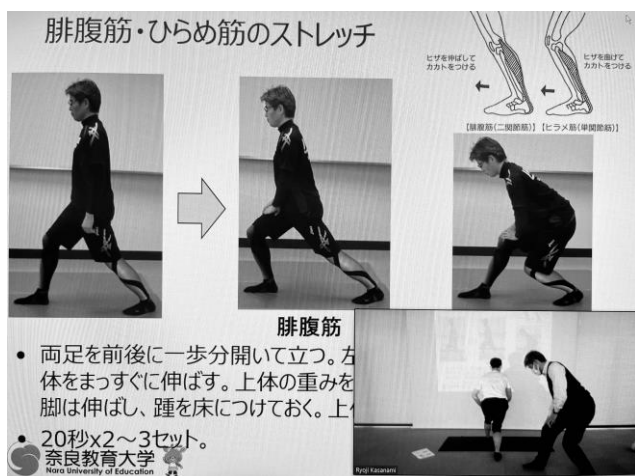 腓腹筋・ひらめ筋のストレッチ
ヒザを伸ばして
カカトをつける
ヒザを曲げて
カカトをつける
【腓腹筋(二関節筋)】
【ヒラメ筋(単関節筋)】
腓腹筋
• 両足を前後に一歩分開いて立つ。左
体をまっすぐに伸ばす。上体の重みを
脚は伸ばし、踵を床につけておく。上
• 20秒x2～3セット。
奈良教育大学
Nara University of Education
Ryoji Kasanami